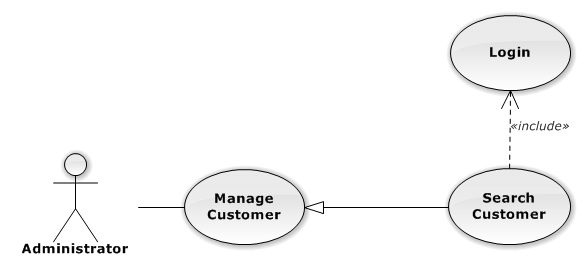 Login
«include»
Manage
Customer
Search
Customer
Administrator